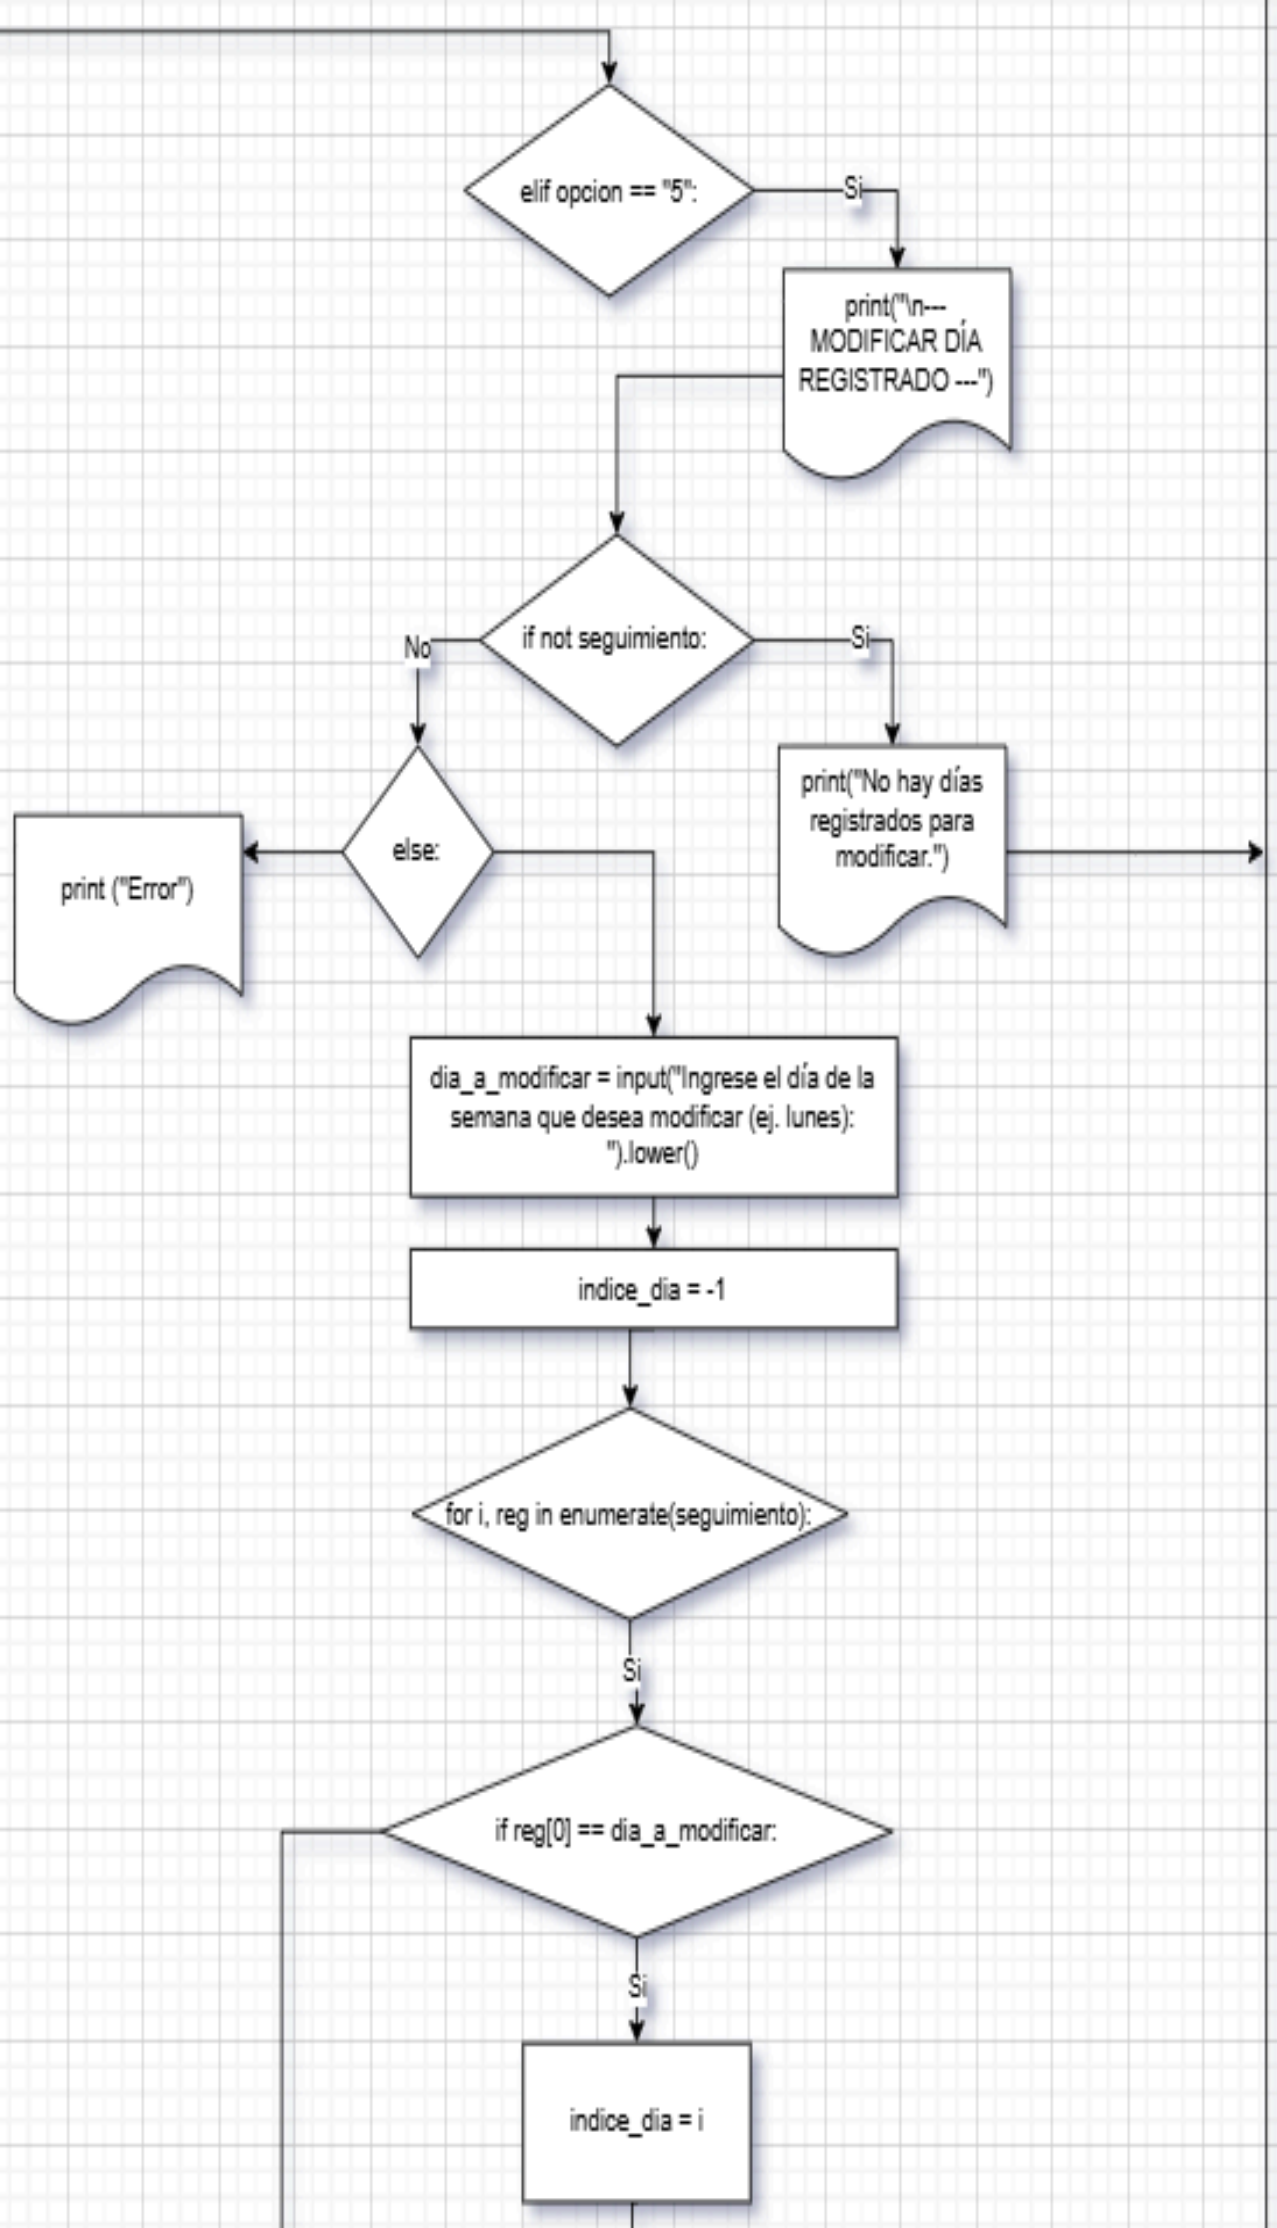 elif opcion == "5":
Si
print("\n---
MODIFICAR DÍA
REGISTRADO ---")
if not seguimiento:
No
Si
else:
print("No hay días
registrados para
modificar.")
print ("Error")
dia_a_modificar = input("Ingrese el día de la
semana que desea modificar (ej. lunes):
").lower()
indice_dia = -1
for i, reg in enumerate(seguimiento):
Si
if reg[0] == dia_a_modificar:
Si
indice_dia = i